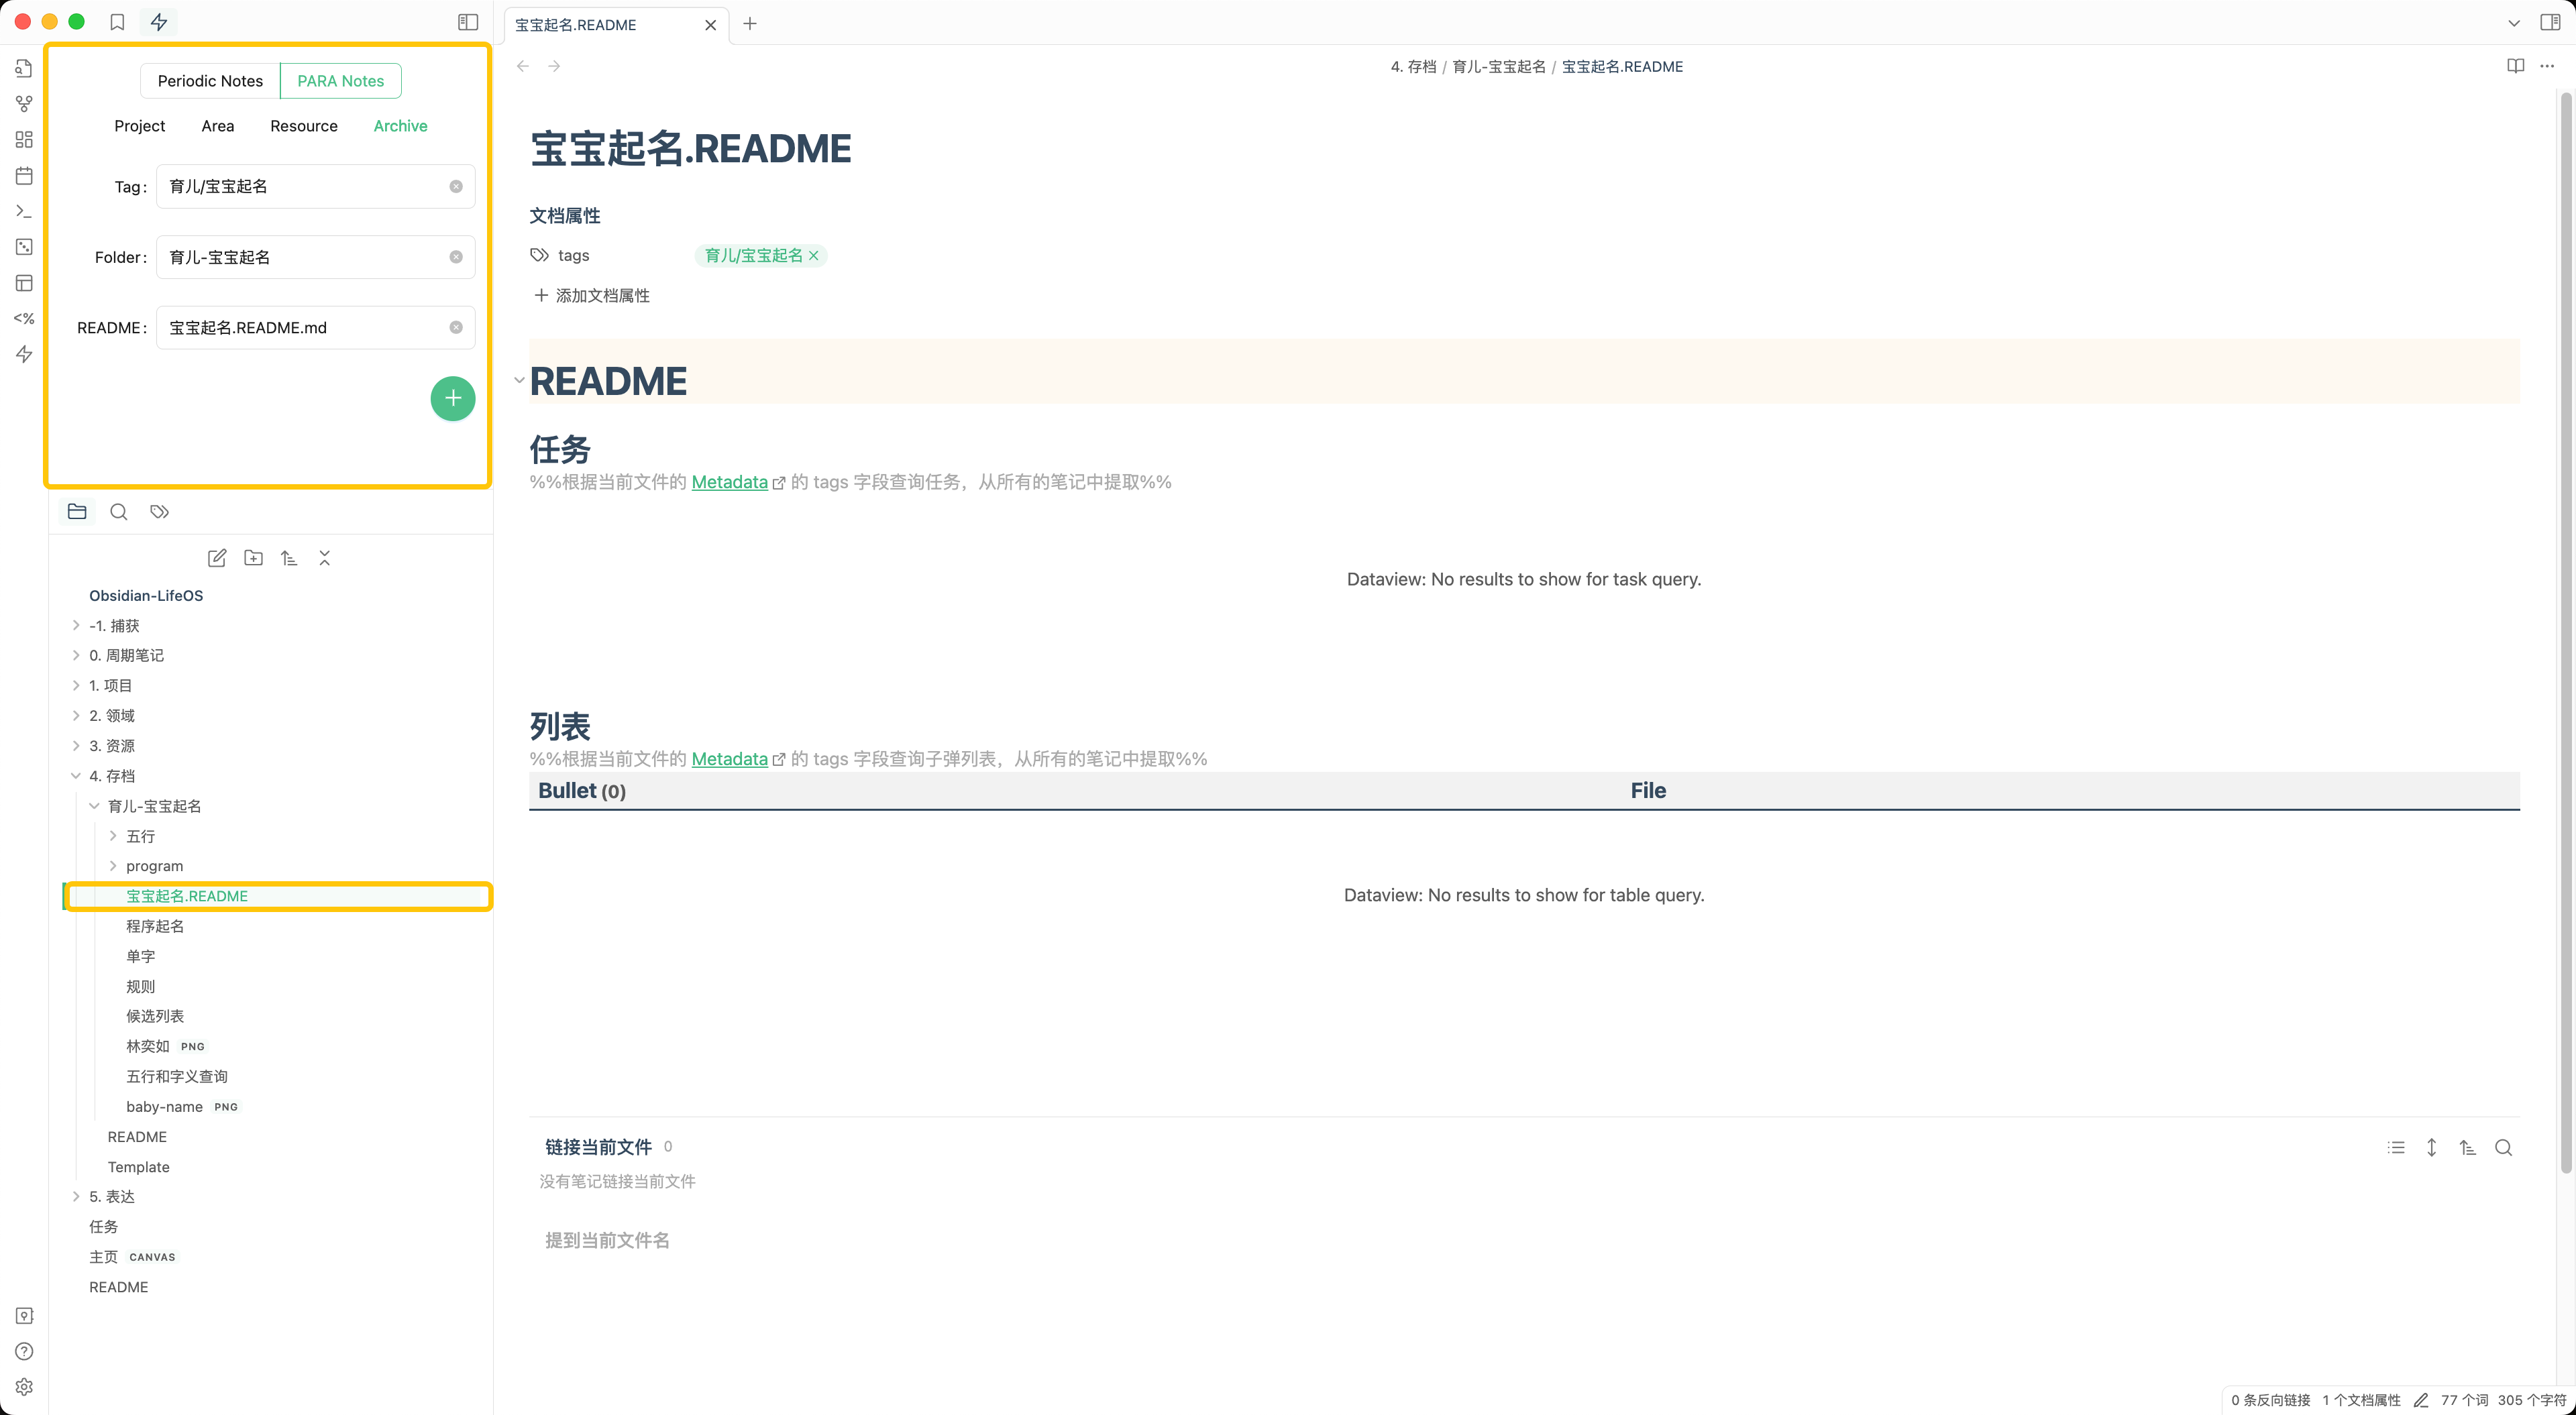 宝宝起名.README
Periodic Notes PARA Notes
Project Area Resource Archive
Tag: 育儿/宝宝起名
Folder: 育儿-宝宝起名
README: 宝宝起名.README.md
Obsidian-LifeOS
-1. 捕获
0. 周期笔记
1. 项目
2. 领域
3. 资源
4. 存档
育儿-宝宝起名
五行
program
宝宝起名.README
程序起名
单字
规则
候选列表
林奕如 PNG
五行和字义查询
baby-name PNG
README
Template
5. 表达
任务
主页 CANVAS
README
4. 存档 / 育儿-宝宝起名 / 宝宝起名.README
宝宝起名.README
文档属性
tags 育儿/宝宝起名
添加文档属性
README
任务
%%根据当前文件的 Metadata 的 tags 字段查询任务，从所有的笔记中提取%%
Dataview: No results to show for task query.
列表
%%根据当前文件的 Metadata 的 tags 字段查询子弹列表，从所有的笔记中提取%%
Bullet (0) File
Dataview: No results to show for table query.
链接当前文件 0
没有笔记链接当前文件
提到当前文件名
0 条反向链接 1 个文档属性 77 个词 305 个字符